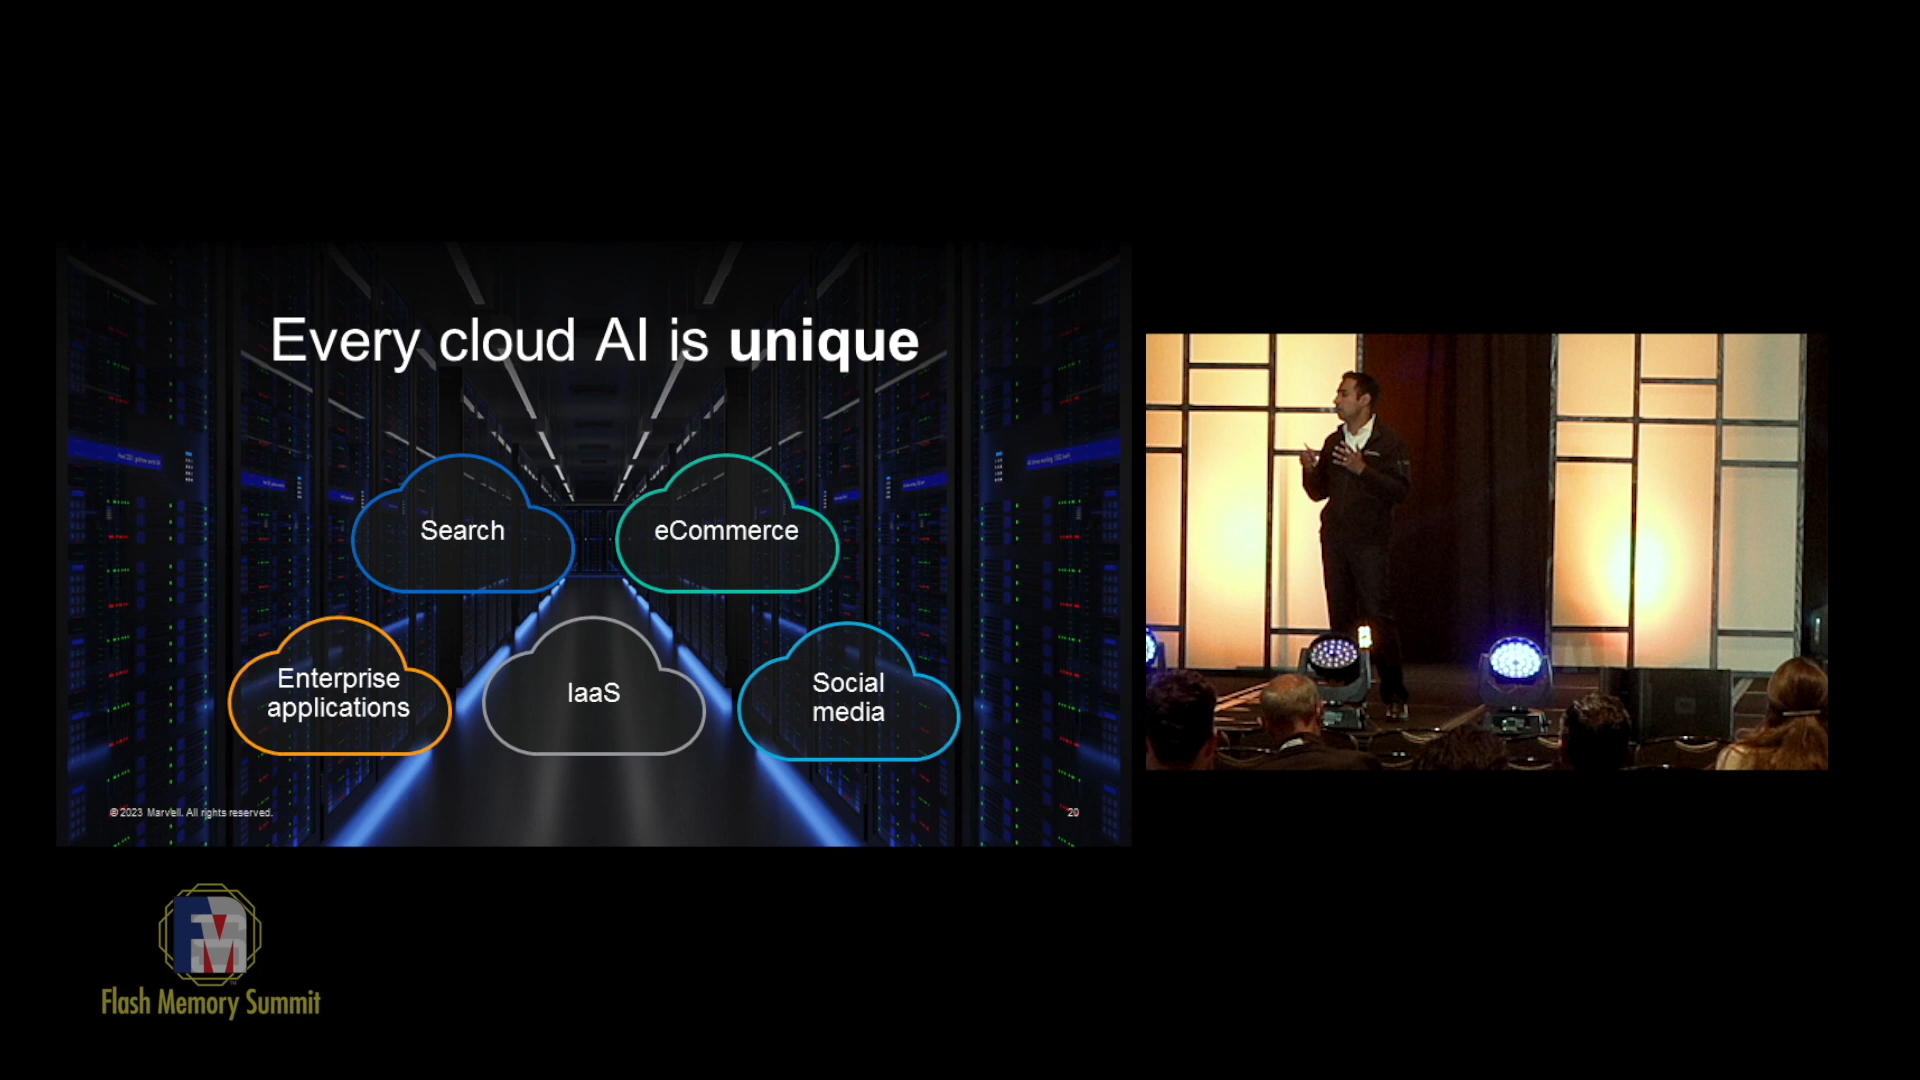 Every cloud AI is unique
Search
eCommerce
Enterprise
applications
IaaS
Social
media
© 2023 Marvell. All rights reserved.
20
Flash Memory Summit